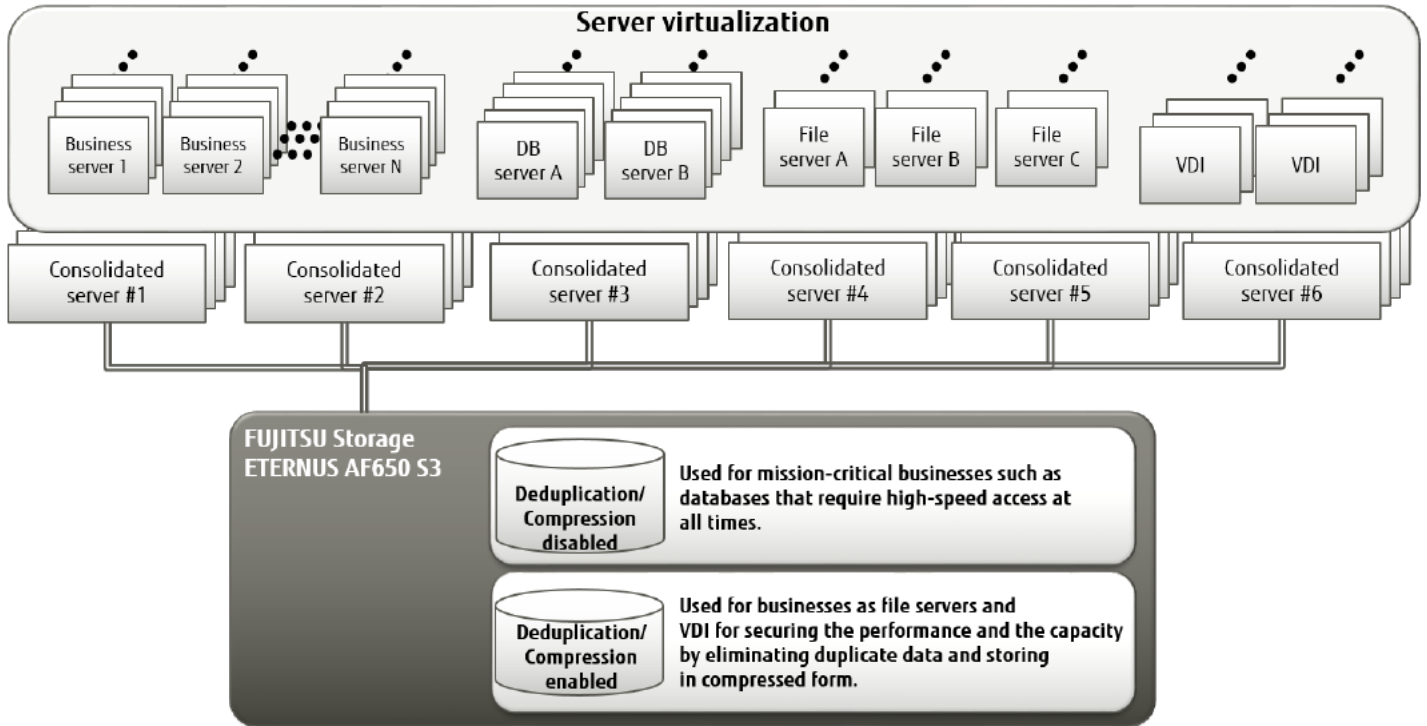 Server virtualization
Business
server 1
Business
server 2
Business
server N
DB
server A
DB
server B
File
server A
File
server B
File
server C
VDI
VDI
Consolidated
server #1
Consolidated
server #2
Consolidated
server #3
Consolidated
server #4
Consolidated
server #5
Consolidated
server #6
FUJITSU Storage
ETERNUS AF650 S3
Deduplication/
Compression
disabled
Used for mission-critical businesses such as
databases that require high-speed access at
all times.
Deduplication/
Compression
enabled
Used for businesses as file servers and
VDI for securing the performance and the capacity
by eliminating duplicate data and storing
in compressed form.